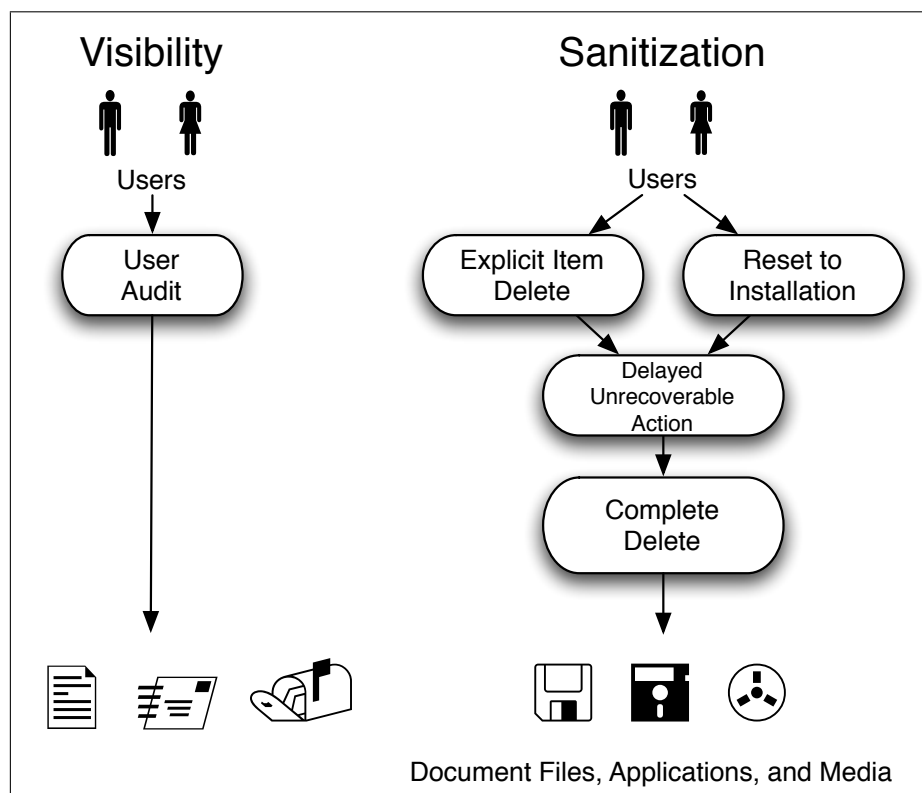 Visibility
Sanitization
Users
Users
User
Audit
Explicit Item
Delete
Reset to
Installation
Delayed
Unrecoverable
Action
Complete
Delete
Document Files, Applications, and Media